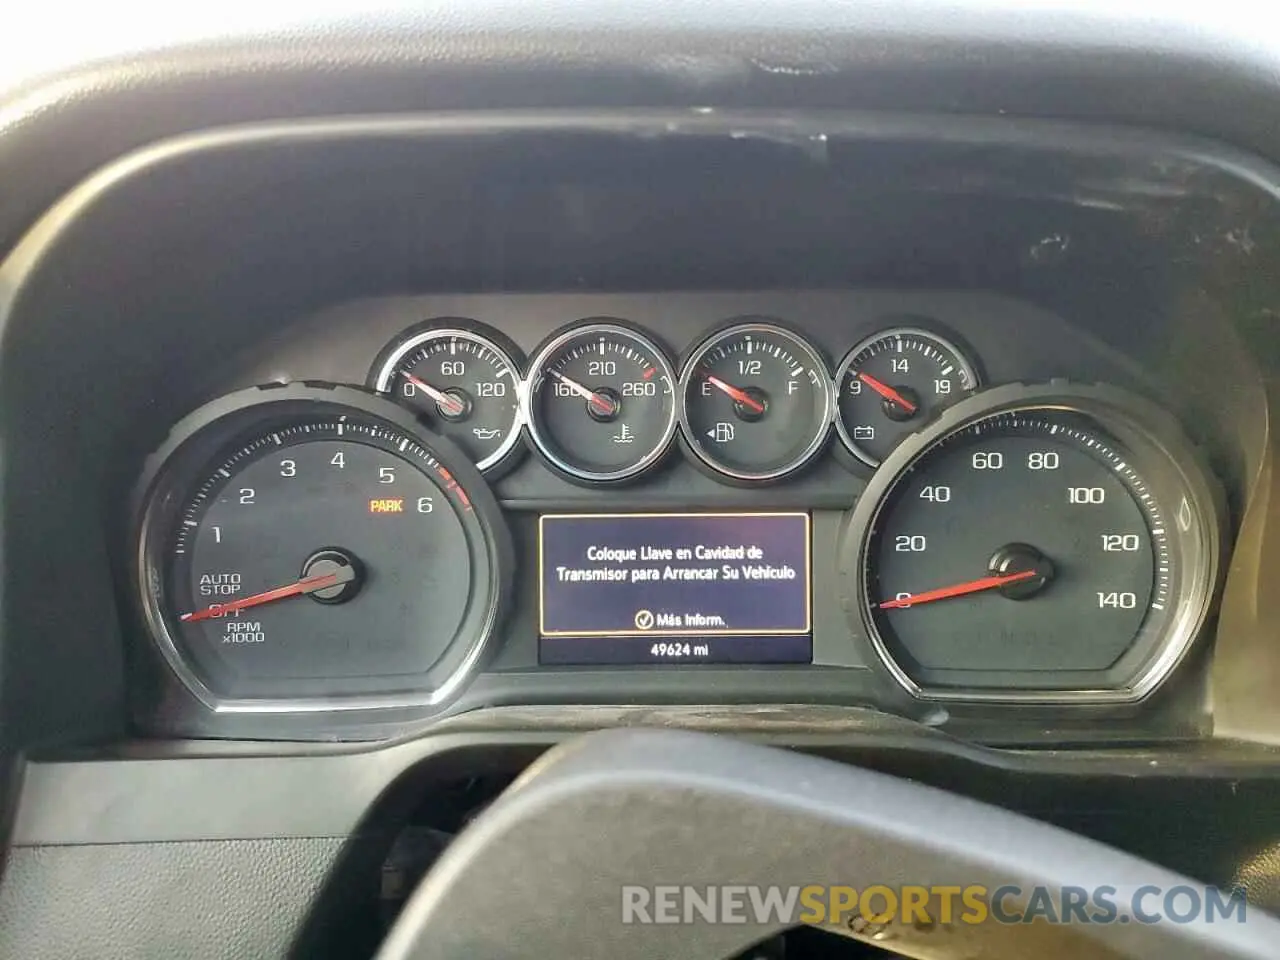 0 60 120
160 210 260
E 1/2 F
9 14 19
1 2 3 4 5 6
PARK
AUTO
STOP
OFF
RPM
x1000
Coloque Llave en Cavidad de
Transmisor para Arrancar Su Vehículo
Más Inform.
49624 mi
0 20 40 60 80 100 120 140
RENEWSPORTSCARS.COM